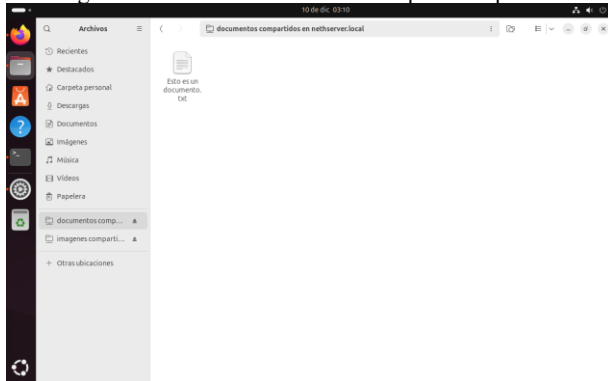 10 de dic 03:10
Archivos
documentos compartidos en nethserver.local
Recientes
Destacados
Carpeta personal
Descargas
Documentos
Imágenes
Música
Vídeos
Papelera
documentos comp...
imagenes comparti...
Otras ubicaciones
Esto es un
documento.
txt